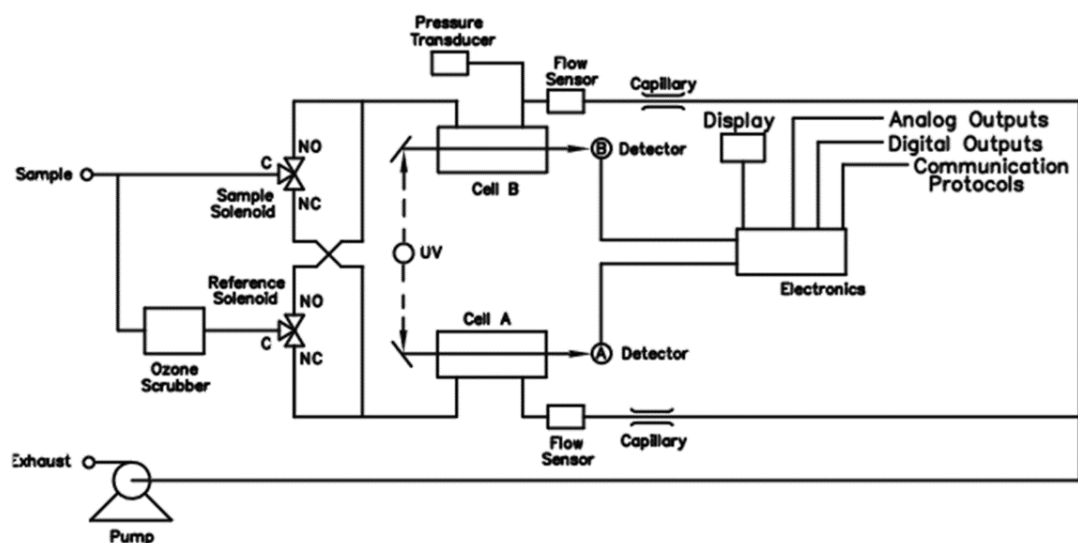 Pressure
Transducer
Flow
Sensor
Capillary
Display
Analog Outputs
Digital Outputs
Communication
Protocols
NO
B
Detector
Sample
C
Cell B
Sample
Solenoid
NC
UV
Reference
Solenoid
NO
Electronics
Cell A
C
NC
A
Detector
Ozone
Scrubber
Flow
Sensor
Capillary
Exhaust
Pump